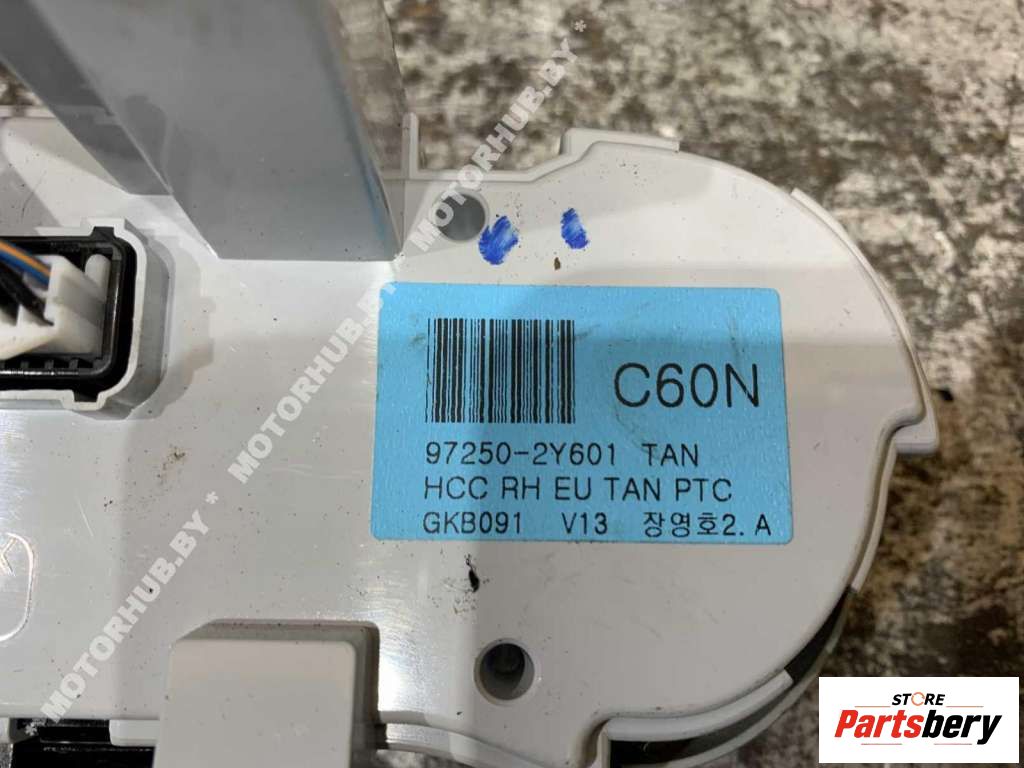 * MOTORHUB.BY * MOTORHUB.BY *
* MOTORHUB.BY * MOTORHUB.BY *
C60N
97250-2Y601 TAN
HCC RH EU TAN PTC
GKB091 V13 장영호2. A
STORE
Partsbery